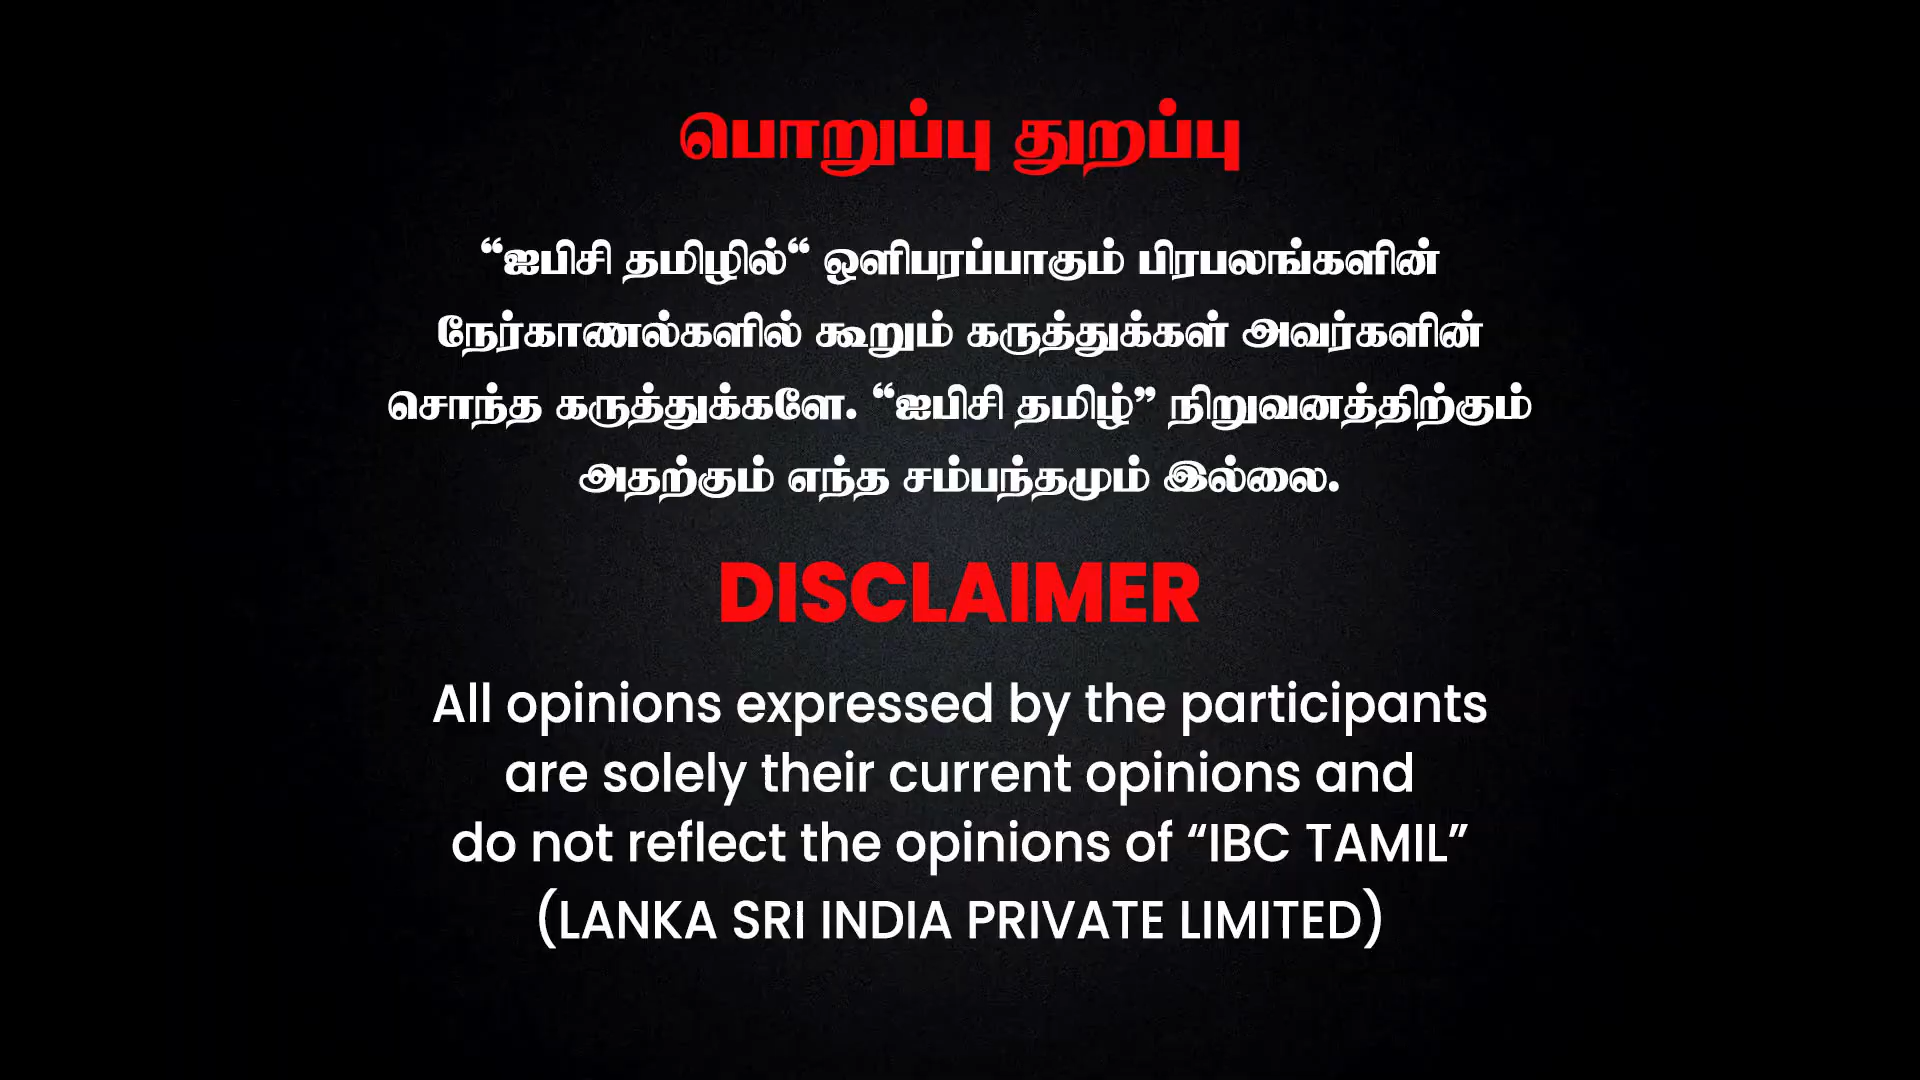 பொறுப்பு துறப்பு
“ஐபிசி தமிழில்“ ஒளிபரப்பாகும் பிரபலங்களின்
நேர்காணல்களில் கூறும் கருத்துக்கள் அவர்களின்
சொந்த கருத்துக்களே. “ஐபிசி தமிழ்” நிறுவனத்திற்கும்
அதற்கும் எந்த சம்பந்தமும் இல்லை.
DISCLAIMER
All opinions expressed by the participants
are solely their current opinions and
do not reflect the opinions of “IBC TAMIL”
(LANKA SRI INDIA PRIVATE LIMITED)